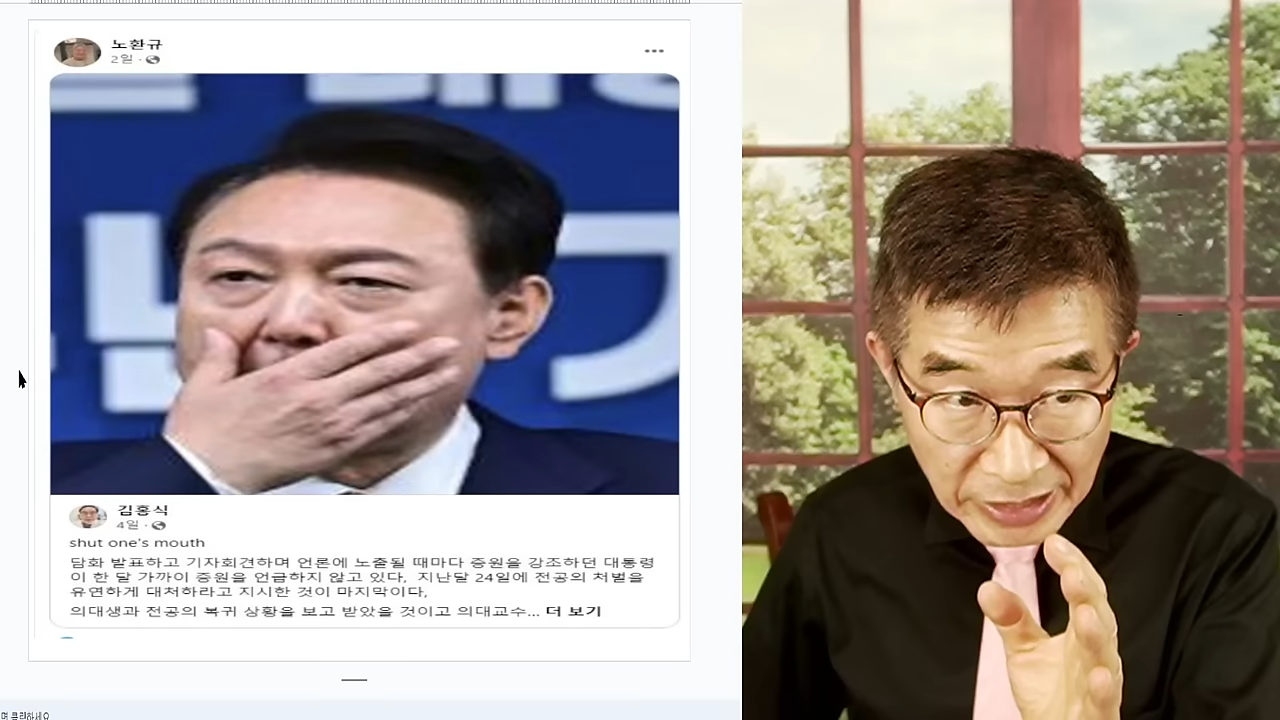 노환규
2일
김홍식
4일
shut one's mouth
담화 발표하고 기자회견하며 언론에 노출될 때마다 증원을 강조하던 대통령
이 한 달 가까이 증원을 언급하지 않고 있다, 지난달 24일에 전공의 처벌을
유연하게 대처하라고 지시한 것이 마지막이다,
의대생과 전공의 복귀 상황을 보고 받았을 것이고 의대교수... 더 보기